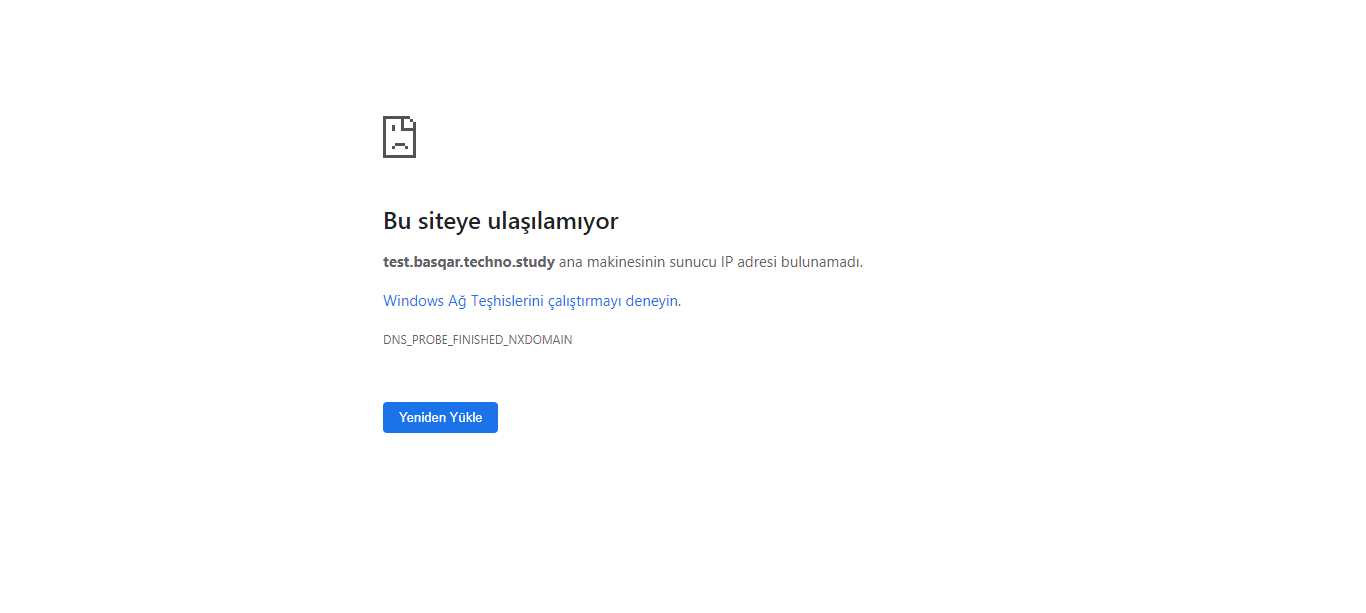 Bu siteye ulaşılamıyor
test.basqar.techno.study ana makinesinin sunucu IP adresi bulunamadı.
Windows Ağ Teşhislerini çalıştırmayı deneyin.
DNS_PROBE_FINISHED_NXDOMAIN
Yeniden Yükle